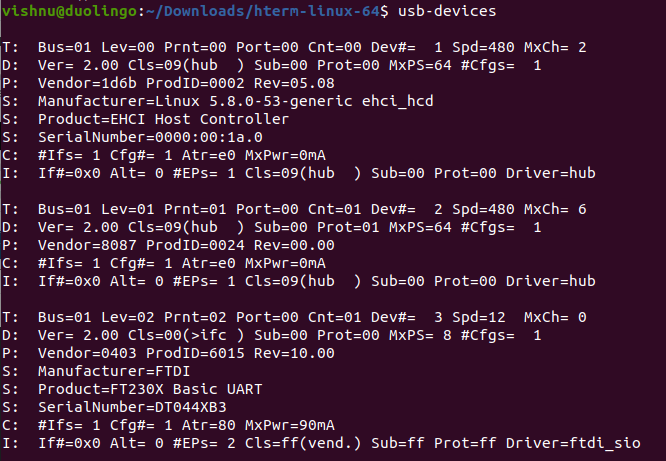 vishnu@duolingo:~/Downloads/hterm-linux-64$ usb-devices

T:  Bus=01 Lev=00 Prnt=00 Port=00 Cnt=00 Dev#=  1 Spd=480 MxCh= 2
D:  Ver= 2.00 Cls=09(hub  ) Sub=00 Prot=00 MxPS=64 #Cfgs=  1
P:  Vendor=1d6b ProdID=0002 Rev=05.08
S:  Manufacturer=Linux 5.8.0-53-generic ehci_hcd
S:  Product=EHCI Host Controller
S:  SerialNumber=0000:00:1a.0
C:  #Ifs= 1 Cfg#= 1 Atr=e0 MxPwr=0mA
I:  If#=0x0 Alt= 0 #EPs= 1 Cls=09(hub  ) Sub=00 Prot=00 Driver=hub

T:  Bus=01 Lev=01 Prnt=01 Port=00 Cnt=01 Dev#=  2 Spd=480 MxCh= 6
D:  Ver= 2.00 Cls=09(hub  ) Sub=00 Prot=01 MxPS=64 #Cfgs=  1
P:  Vendor=8087 ProdID=0024 Rev=00.00
C:  #Ifs= 1 Cfg#= 1 Atr=e0 MxPwr=0mA
I:  If#=0x0 Alt= 0 #EPs= 1 Cls=09(hub  ) Sub=00 Prot=00 Driver=hub

T:  Bus=01 Lev=02 Prnt=02 Port=00 Cnt=01 Dev#=  3 Spd=12  MxCh= 0
D:  Ver= 2.00 Cls=00(>ifc ) Sub=00 Prot=00 MxPS= 8 #Cfgs=  1
P:  Vendor=0403 ProdID=6015 Rev=10.00
S:  Manufacturer=FTDI
S:  Product=FT230X Basic UART
S:  SerialNumber=DT044XB3
C:  #Ifs= 1 Cfg#= 1 Atr=80 MxPwr=90mA
I:  If#=0x0 Alt= 0 #EPs= 2 Cls=ff(vend.) Sub=ff Prot=ff Driver=ftdi_sio